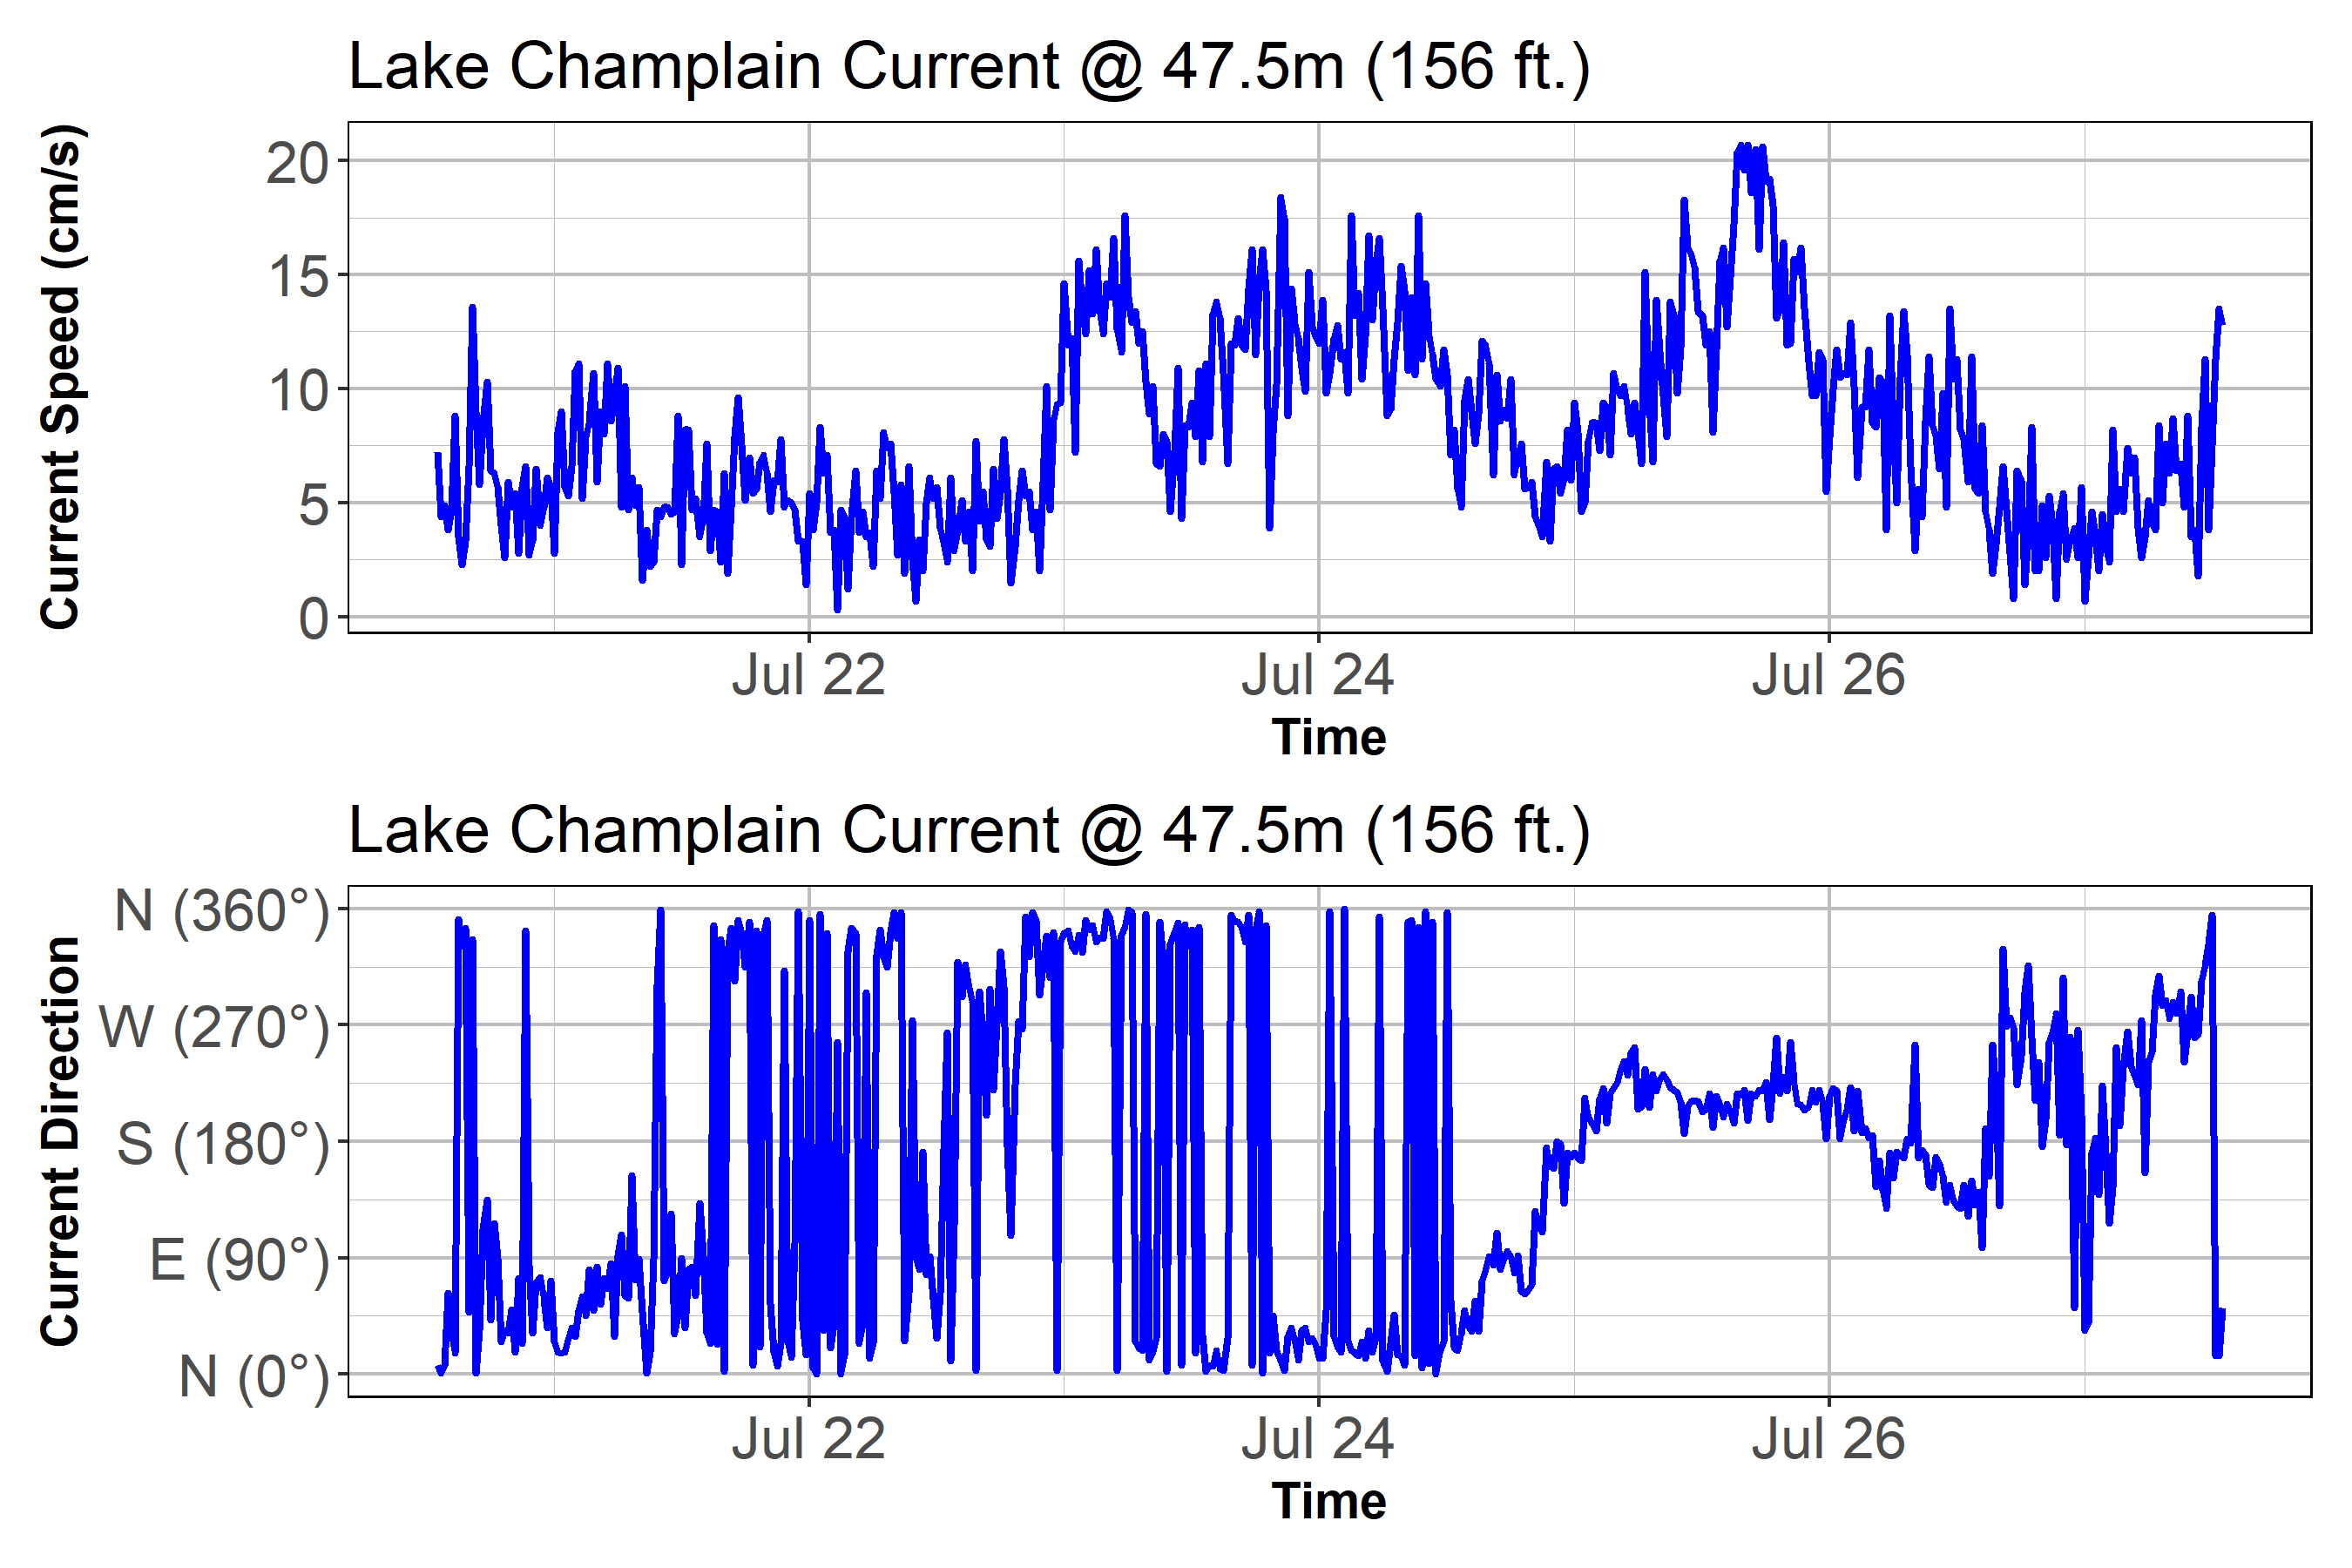 Lake Champlain Current @ 47.5m (156 ft.)
Current Speed (cm/s)
20
15
10
5
0
Jul 22 Jul 24 Jul 26
Time
Lake Champlain Current @ 47.5m (156 ft.)
Current Direction
N (360°)
W (270°)
S (180°)
E (90°)
N (0°)
Jul 22 Jul 24 Jul 26
Time